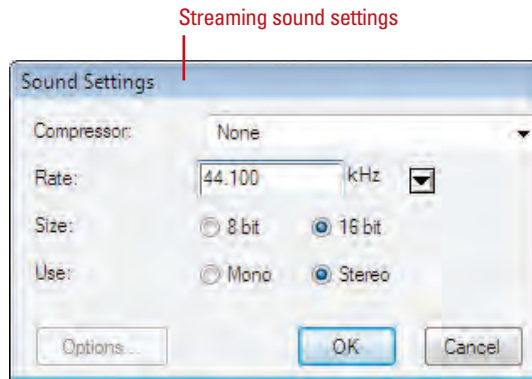 Streaming sound settings
Sound Settings
Compressor: None
Rate: 44.100 kHz
Size: 8 bit 16 bit
Use: Mono Stereo
Options... OK Cancel